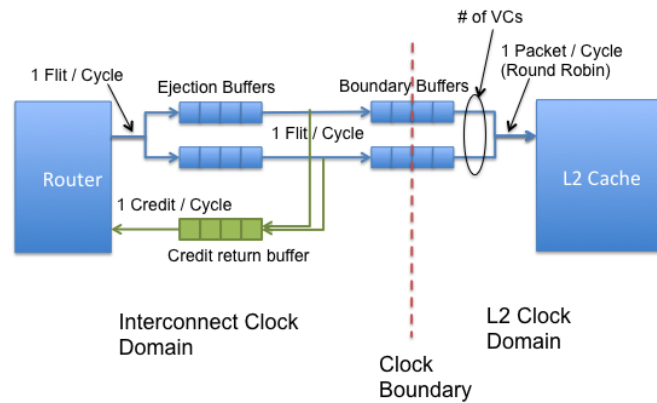 # of VCs
1 Flit / Cycle
Ejection Buffers
Boundary Buffers
1 Packet / Cycle
(Round Robin)
1 Flit / Cycle
Router
L2 Cache
1 Credit / Cycle
Credit return buffer
Interconnect Clock
Domain
L2 Clock
Domain
Clock
Boundary